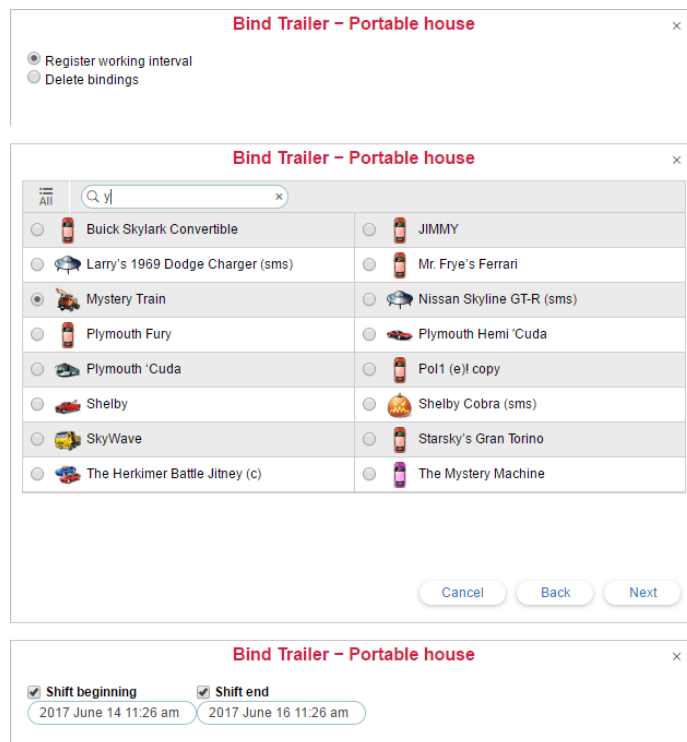 Bind Trailer – Portable house ×
Register working interval
Delete bindings
Bind Trailer – Portable house ×
All y ×
Buick Skylark Convertible JIMMY
Larry's 1969 Dodge Charger (sms) Mr. Frye's Ferrari
Mystery Train Nissan Skyline GT-R (sms)
Plymouth Fury Plymouth Hemi 'Cuda
Plymouth ‘Cuda Pol1 (e)! copy
Shelby Shelby Cobra (sms)
SkyWave Starsky's Gran Torino
The Herkimer Battle Jitney (c) The Mystery Machine
Cancel Back Next
Bind Trailer – Portable house ×
Shift beginning Shift end
2017 June 14 11:26 am 2017 June 16 11:26 am